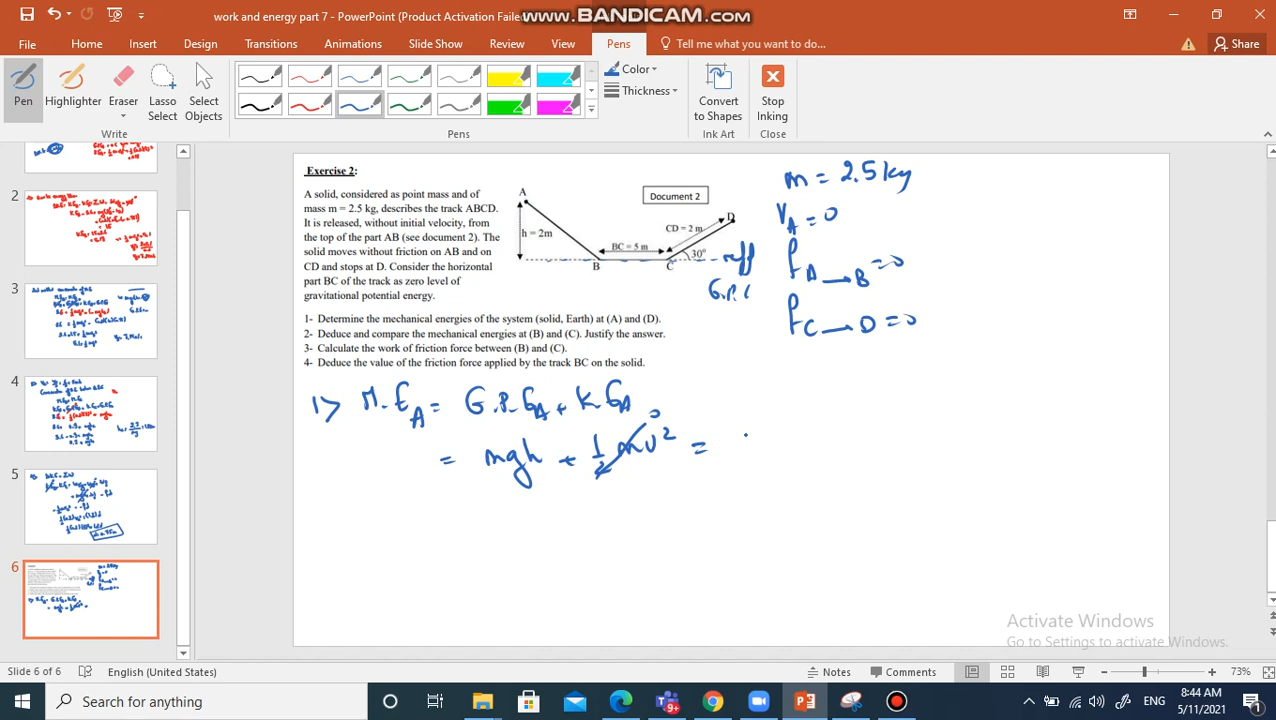 work and energy part 7 - PowerPoint (Product Activation Failed
www.BANDICAM.com
File Home Insert Design Transitions Animations Slide Show Review View Pens Tell me what you want to do... Share
Pen Highlighter Eraser Lasso Select Select Objects
Color
Thickness
Convert to Shapes Stop Inking
Write Pens Ink Art Close
Exercise 2:
A solid, considered as point mass and of
mass m = 2.5 kg, describes the track ABCD.
It is released, without initial velocity, from
the top of the part AB (see document 2). The
solid moves without friction on AB and on
CD and stops at D. Consider the horizontal
part BC of the track as zero level of
gravitational potential energy.
Document 2
A
D
CD = 2 m
h = 2m
BC = 5 m
30°
B
C
reff
G.P.E
1- Determine the mechanical energies of the system (solid, Earth) at (A) and (D).
2- Deduce and compare the mechanical energies at (B) and (C). Justify the answer.
3- Calculate the work of friction force between (B) and (C).
4- Deduce the value of the friction force applied by the track BC on the solid.
m = 2.5 kg
V_A = 0
f_A→B = 0
f_C→D = 0
1> M.E_A = G.P.E_A + K.E_A
= mgh + 1/2 mv² 0 =
2
3
4
5
6
Activate Windows
Go to Settings to activate Windows.
Slide 6 of 6 English (United States) Notes Comments 73%
Search for anything
9+
ENG
8:44 AM
5/11/2021